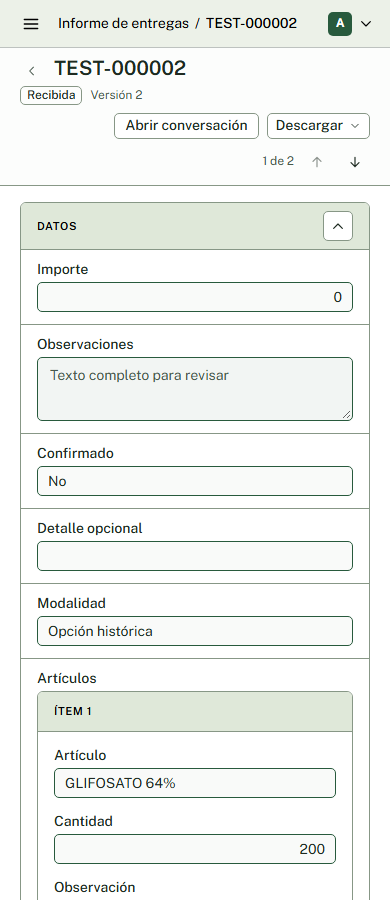 Informe de entregas / TEST-000002
A
TEST-000002
Recibida
Versión 2
Abrir conversación
Descargar
1 de 2
DATOS
Importe
0
Observaciones
Texto completo para revisar
Confirmado
No
Detalle opcional
Modalidad
Opción histórica
Artículos
ÍTEM 1
Artículo
GLIFOSATO 64%
Cantidad
200
Observación